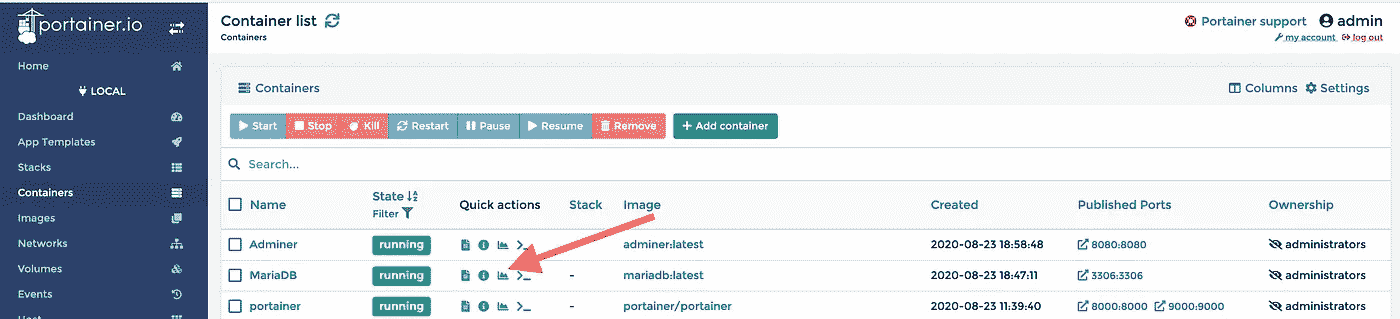 portainer.io
Home
LOCAL
Dashboard
App Templates
Stacks
Containers
Images
Networks
Volumes
Events
Container list
Containers
Portainer support admin
my account log out
Containers
Columns Settings
Start Stop Kill Restart Pause Resume Remove + Add container
Search...
Name State Filter Quick actions Stack Image Created Published Ports Ownership
Adminer running adminer:latest 2020-08-23 18:58:48 8080:8080 administrators
MariaDB running - mariadb:latest 2020-08-23 18:47:11 3306:3306 administrators
portainer running - portainer/portainer 2020-08-23 11:39:40 8000:8000 9000:9000 administrators